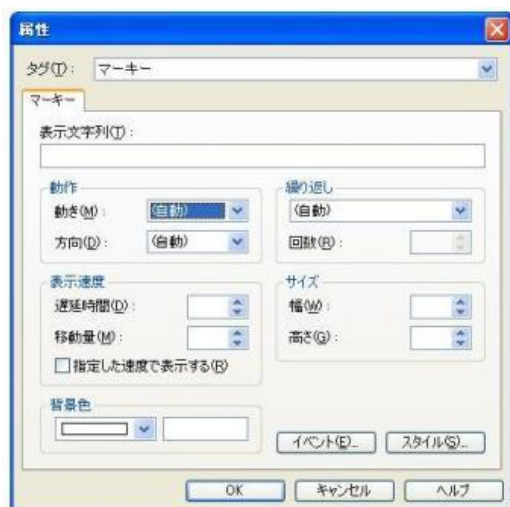 属性
タグ(T): マーキー
マーキー
表示文字列(T):
動作
動き(M): (自動)
方向(D): (自動)
繰り返し
(自動)
回数(R):
表示速度
遅延時間(D):
移動量(M):
指定した速度で表示する(R)
サイズ
幅(W):
高さ(G):
背景色
イベント(E)... スタイル(S)...
OK キャンセル ヘルプ